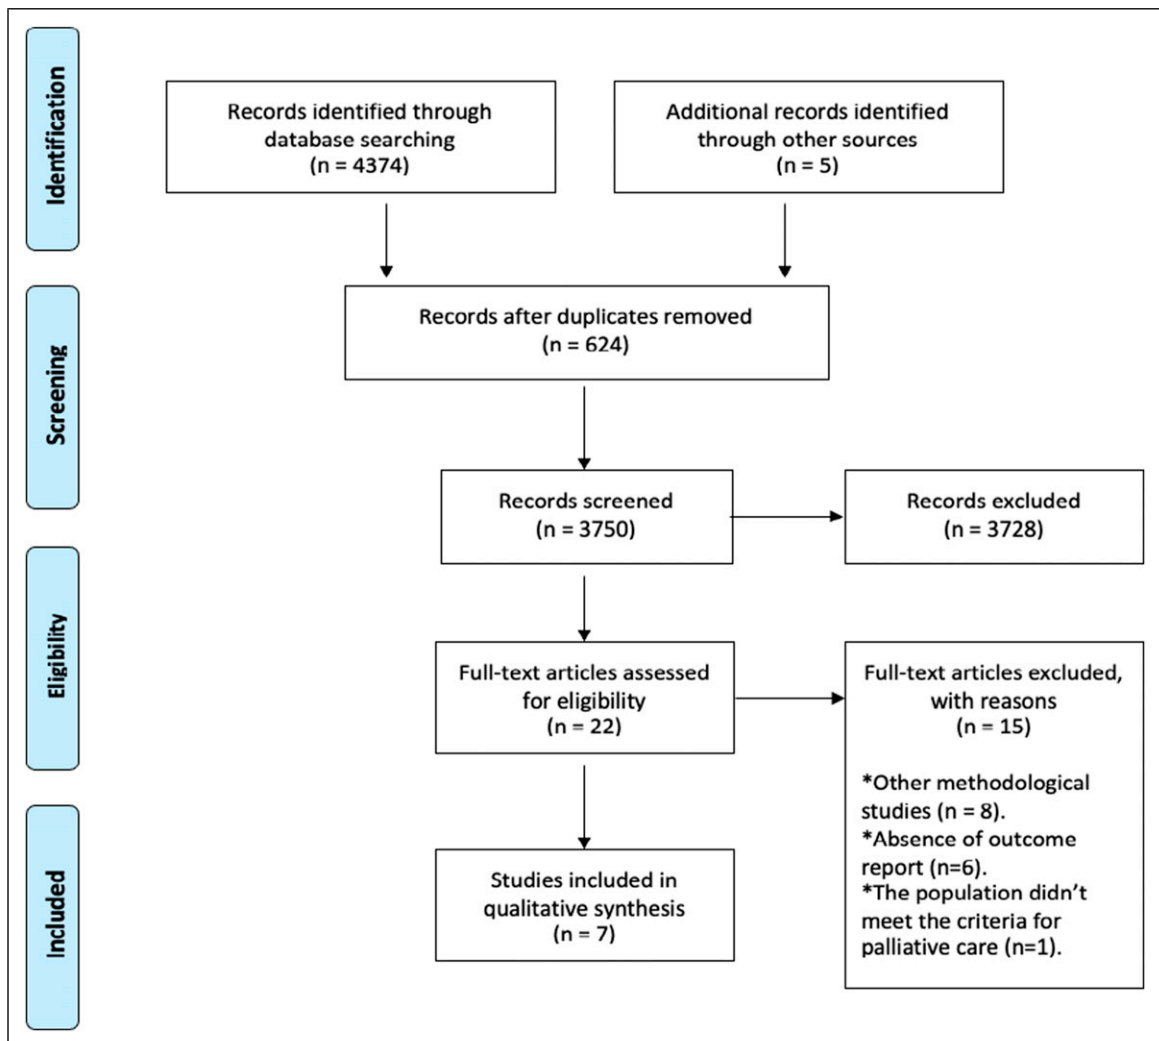 Identification
Records identified through
database searching
(n = 4374)
Additional records identified
through other sources
(n = 5)
Screening
Records after duplicates removed
(n = 624)
Records screened
(n = 3750)
Records excluded
(n = 3728)
Eligibility
Full-text articles assessed
for eligibility
(n = 22)
Full-text articles excluded,
with reasons
(n = 15)
*Other methodological
studies (n = 8).
*Absence of outcome
report (n=6).
*The population didn't
meet the criteria for
palliative care (n=1).
Included
Studies included in
qualitative synthesis
(n = 7)